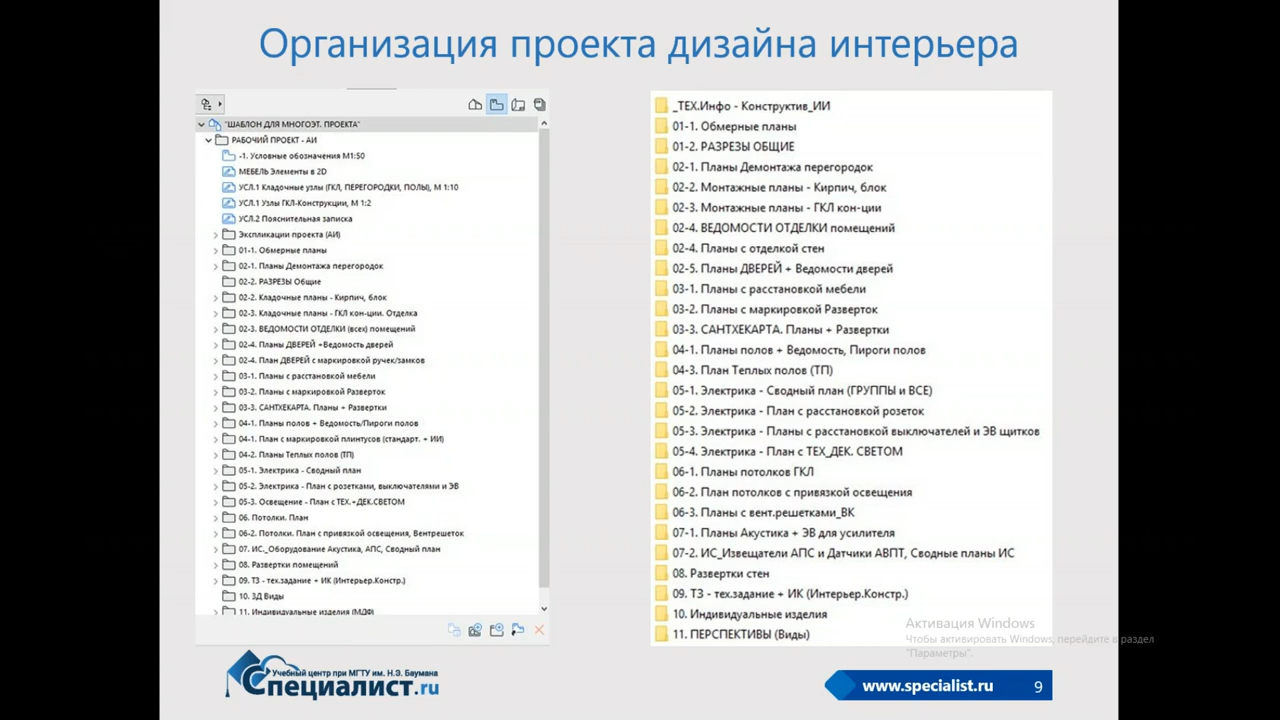 Организация проекта дизайна интерьера
"ШАБЛОН ДЛЯ МНОГОЭТ. ПРОЕКТА"
РАБОЧИЙ ПРОЕКТ - АИ
-1. Условные обозначения М1:50
МЕБЕЛЬ Элементы в 2D
УСЛ.1 Кладочные узлы (ГКЛ, ПЕРЕГОРОДКИ, ПОЛЫ), М 1:10
УСЛ.1 Узлы ГКЛ-Конструкции, М 1:2
УСЛ.2 Пояснительная записка
Экспликации проекта (АИ)
01-1. Обмерные планы
02-1. Планы Демонтажа перегородок
02-2. РАЗРЕЗЫ Общие
02-2. Кладочные планы - Кирпич, блок
02-3. Кладочные планы - ГКЛ кон-ции. Отделка
02-3. ВЕДОМОСТИ ОТДЕЛКИ (всех) помещений
02-4. Планы ДВЕРЕЙ +Ведомость дверей
02-4. План ДВЕРЕЙ с маркировкой ручек/замков
03-1. Планы с расстановкой мебели
03-2. Планы с маркировкой Разверток
03-3. САНТХЕКАРТА. Планы + Развертки
04-1. Планы полов + Ведомость/Пироги полов
04-1. План с маркировкой плинтусов (стандарт. + ИИ)
04-2. Планы Теплых полов (ТП)
05-1. Электрика - Сводный план
05-2. Электрика - План с розетками, выключателями и ЭВ
05-3. Освещение - План с ТЕХ.+ДЕК.СВЕТОМ
06. Потолки. План
06-2. Потолки. План с привязкой освещения, Вентрешеток
07. ИС._Оборудование Акустика, АПС, Сводный план
08. Развертки помещений
09. ТЗ - тех.задание + ИК (Интерьер.Констр.)
10. 3Д Виды
11. Индивидуальные изделия (МДФ)
_ТЕХ.Инфо - Конструктив_ИИ
01-1. Обмерные планы
01-2. РАЗРЕЗЫ ОБЩИЕ
02-1. Планы Демонтажа перегородок
02-2. Монтажные планы - Кирпич, блок
02-3. Монтажные планы - ГКЛ кон-ции
02-4. ВЕДОМОСТИ ОТДЕЛКИ помещений
02-4. Планы с отделкой стен
02-5. Планы ДВЕРЕЙ + Ведомости дверей
03-1. Планы с расстановкой мебели
03-2. Планы с маркировкой Разверток
03-3. САНТХЕКАРТА. Планы + Развертки
04-1. Планы полов + Ведомость, Пироги полов
04-3. План Теплых полов (ТП)
05-1. Электрика - Сводный план (ГРУППЫ и ВСЕ)
05-2. Электрика - План с расстановкой розеток
05-3. Электрика - Планы с расстановкой выключателей и ЭВ щитков
05-4. Электрика - План с ТЕХ_ДЕК. СВЕТОМ
06-1. Планы потолков ГКЛ
06-2. План потолков с привязкой освещения
06-3. Планы с вент.решетками_ВК
07-1. Планы Акустика + ЭВ для усилителя
07-2. ИС_Извещатели АПС и Датчики АВПТ, Сводные планы ИС
08. Развертки стен
09. ТЗ - тех.задание + ИК (Интерьер.Констр.)
10. Индивидуальные изделия
11. ПЕРСПЕКТИВЫ (Виды)
Активация Windows
Чтобы активировать Windows, перейдите в раздел
"Параметры".
Учебный центр при МГТУ им. Н.Э. Баумана
Специалист.ru
www.specialist.ru
9